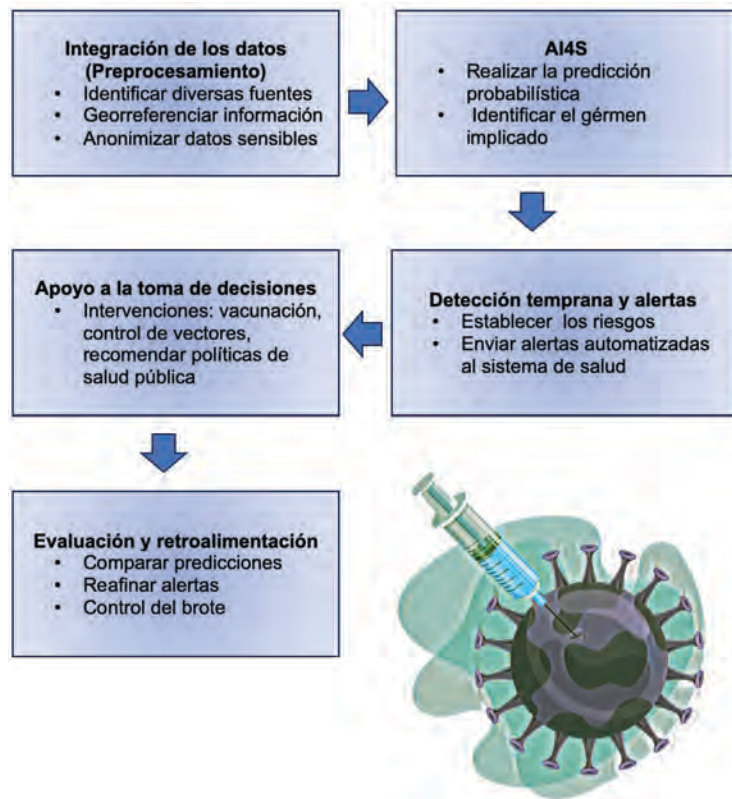 Integración de los datos
(Preprocesamiento)
• Identificar diversas fuentes
• Georreferenciar información
• Anonimizar datos sensibles
AI4S
• Realizar la predicción
probabilística
• Identificar el gérmen
implicado
Detección temprana y alertas
• Establecer los riesgos
• Enviar alertas automatizadas
al sistema de salud
Apoyo a la toma de decisiones
• Intervenciones: vacunación,
control de vectores,
recomendar políticas de
salud pública
Evaluación y retroalimentación
• Comparar predicciones
• Reafinar alertas
• Control del brote